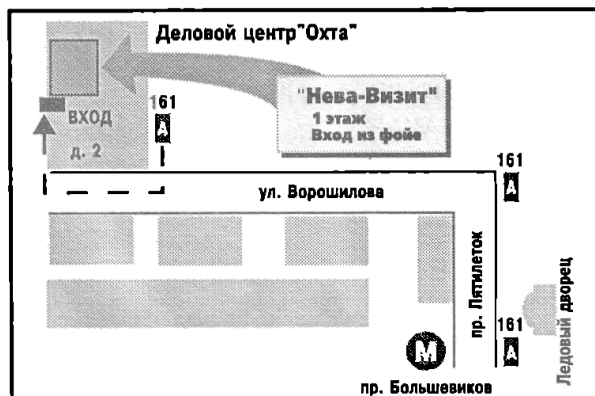 Деловой центр"Охта"
161
А
ВХОД
д. 2
"Нева-Визит"
1 этаж
Вход из фойе
161
А
ул. Ворошилова
пр. Пятилеток
Ледовый дворец
161
А
М
пр. Большевиков